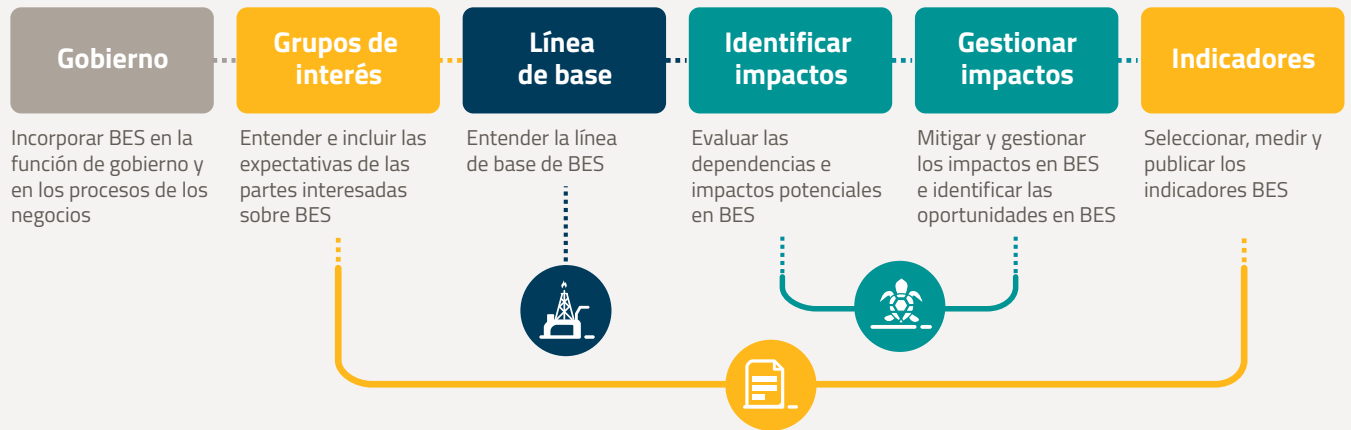 Gobierno
Incorporar BES en la
función de gobierno y
en los procesos de los
negocios
Grupos de
interés
Entender e incluir las
expectativas de las
partes interesadas
sobre BES
Línea
de base
Entender la línea
de base de BES
Identificar
impactos
Evaluar las
dependencias e
impactos potenciales
en BES
Gestionar
impactos
Mitigar y gestionar
los impactos en BES
e identificar las
oportunidades en BES
Indicadores
Seleccionar, medir y
publicar los
indicadores BES